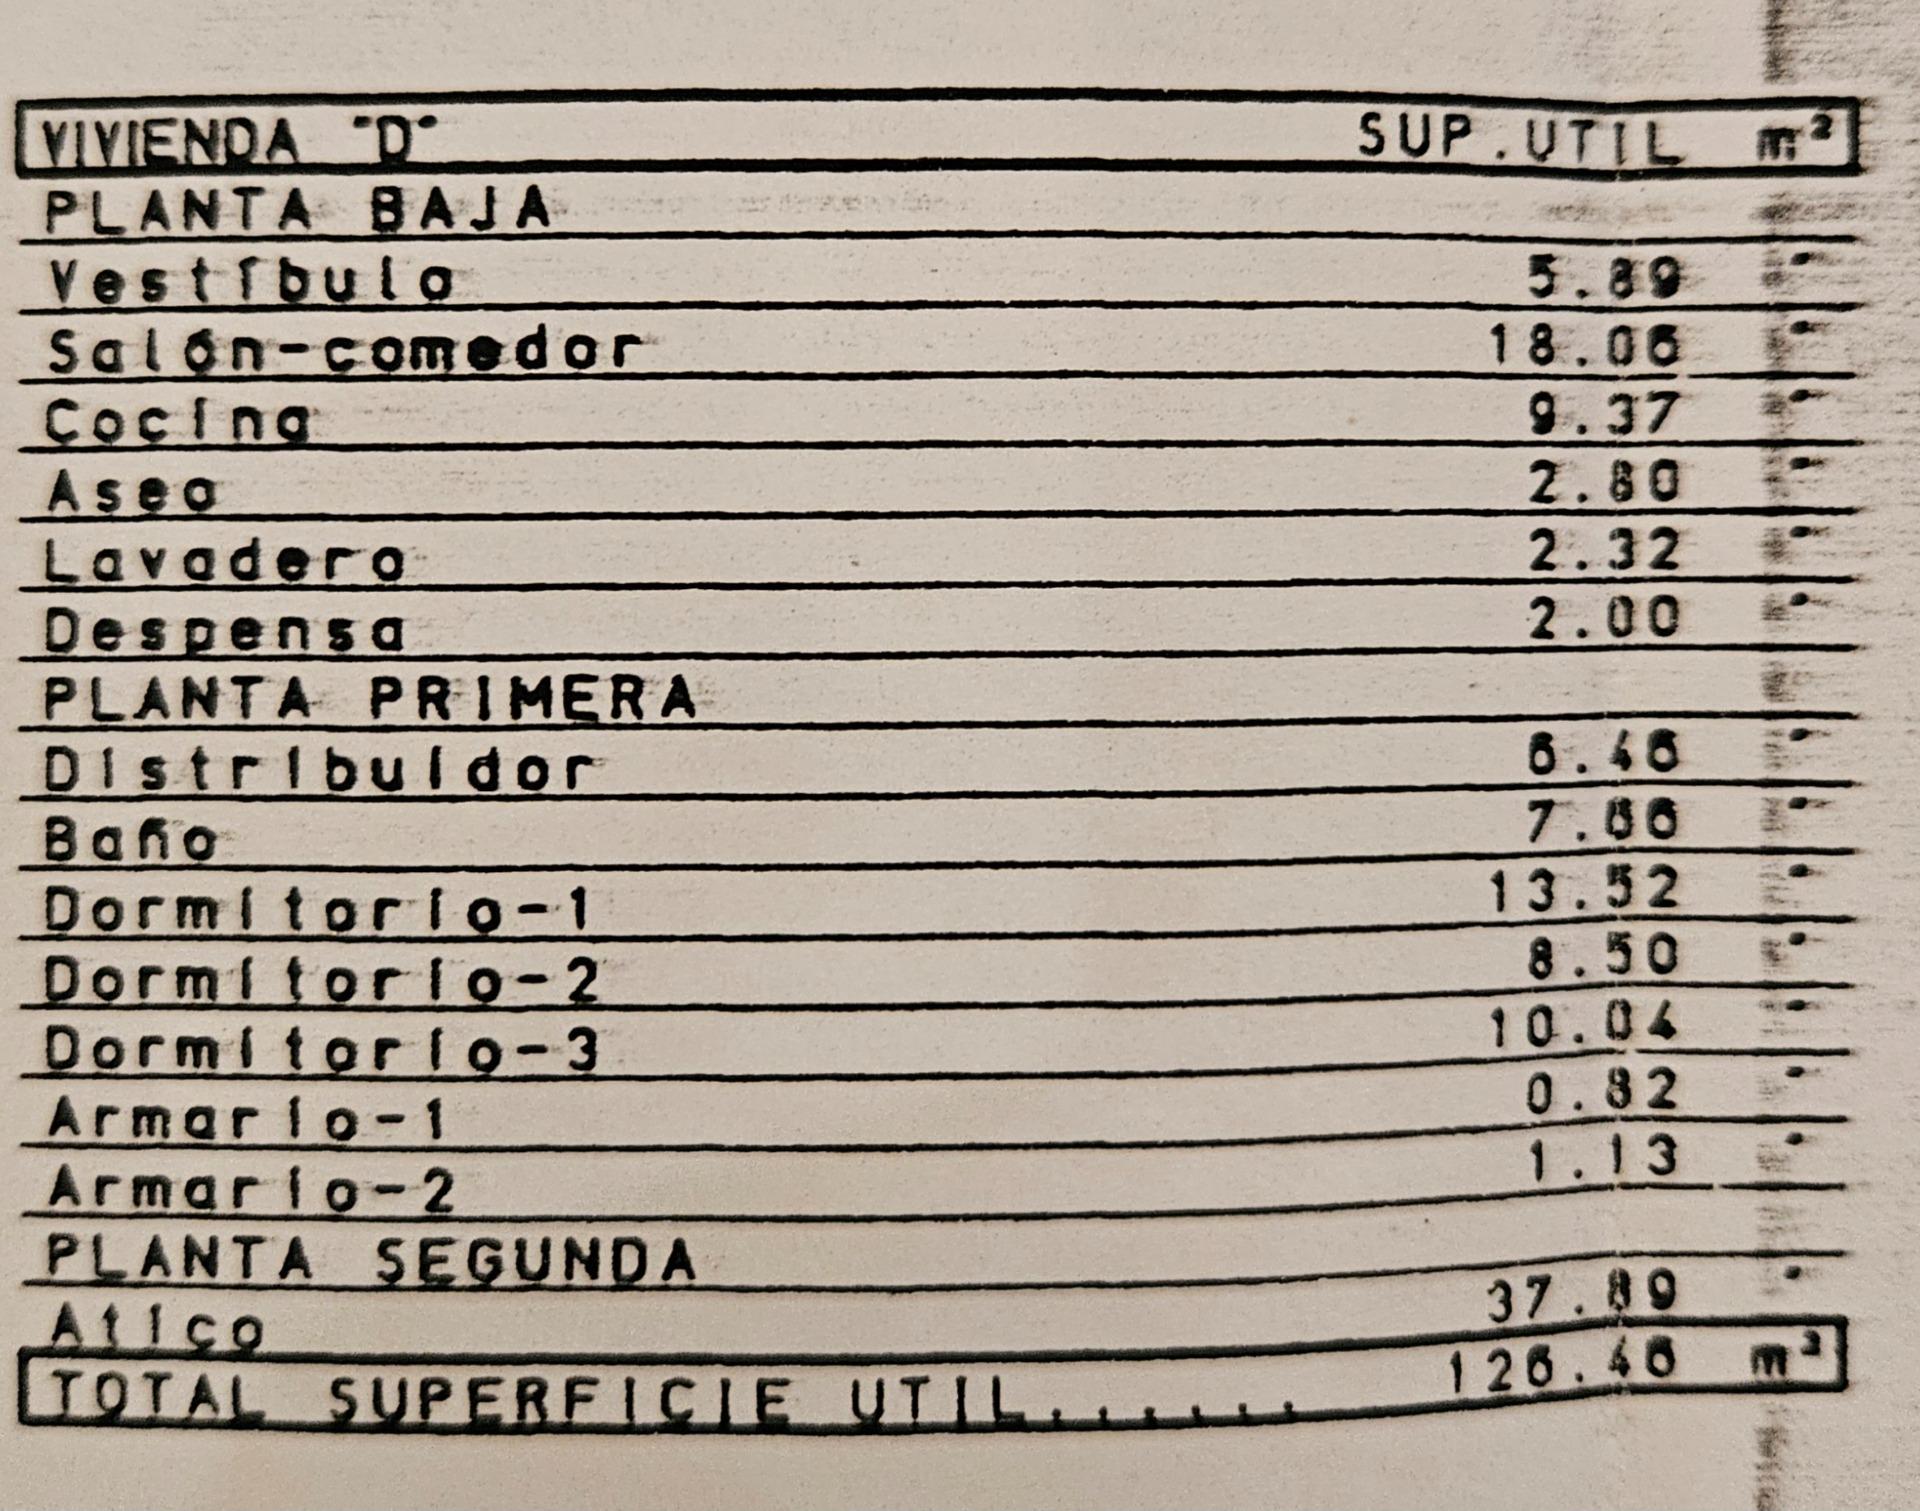 VIVIENDA "D" SUP.UTIL m²
PLANTA BAJA
Vestíbulo 5.89 "
Salón-comedor 18.06 "
Cocina 9.37 "
Aseo 2.80 "
Lavadero 2.32 "
Despensa 2.00 "
PLANTA PRIMERA
Distribuidor 6.46 "
Baño 7.66 "
Dormitorio-1 13.52 "
Dormitorio-2 8.50 "
Dormitorio-3 10.04 "
Armario-1 0.82 "
Armario-2 1.13 "
PLANTA SEGUNDA
Atico 37.89 "
TOTAL SUPERFICIE UTIL....... 126.46 m²